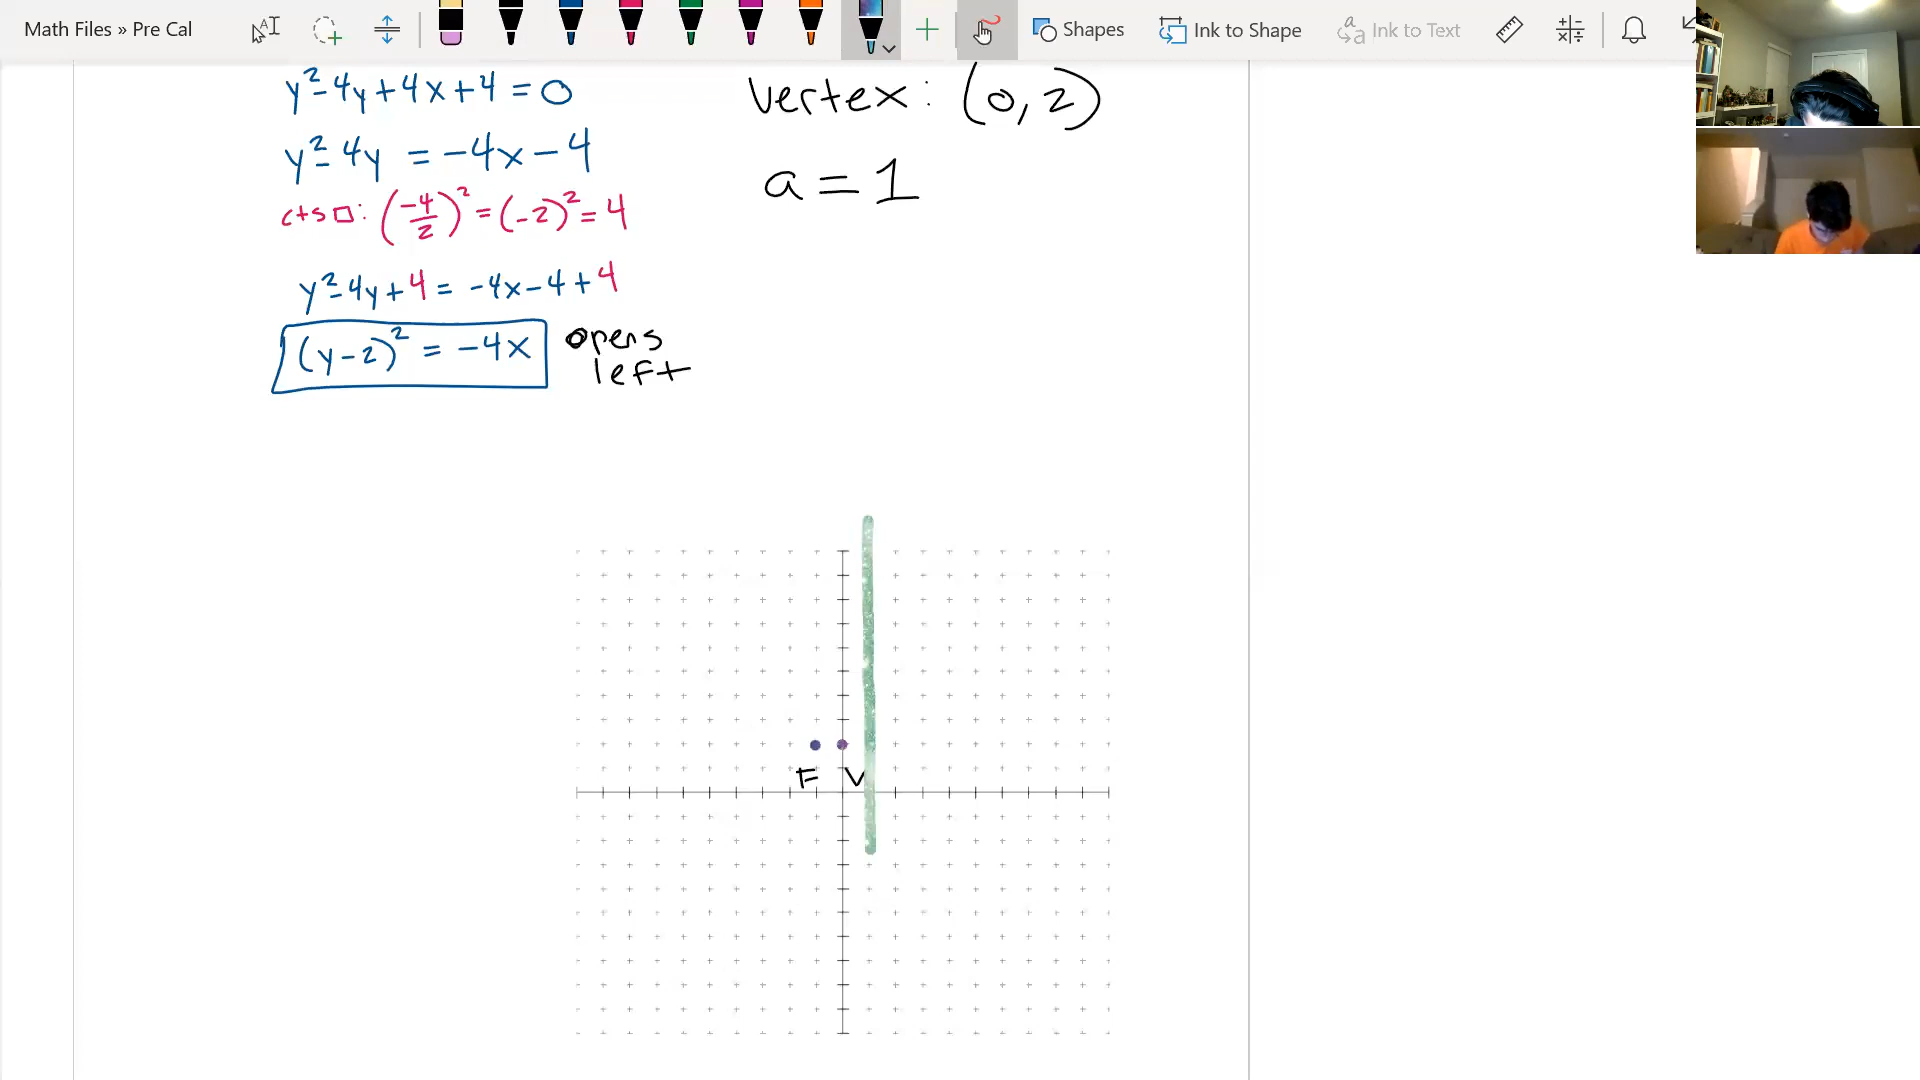 Math Files » Pre Cal
Shapes
Ink to Shape
Ink to Text
y² - 4y + 4x + 4 = 0
y² - 4y = -4x - 4
cts □: (-4/2)² = (-2)² = 4
y² - 4y + 4 = -4x - 4 + 4
(y - 2)² = -4x
opens
left
vertex: (0, 2)
a = 1
F V